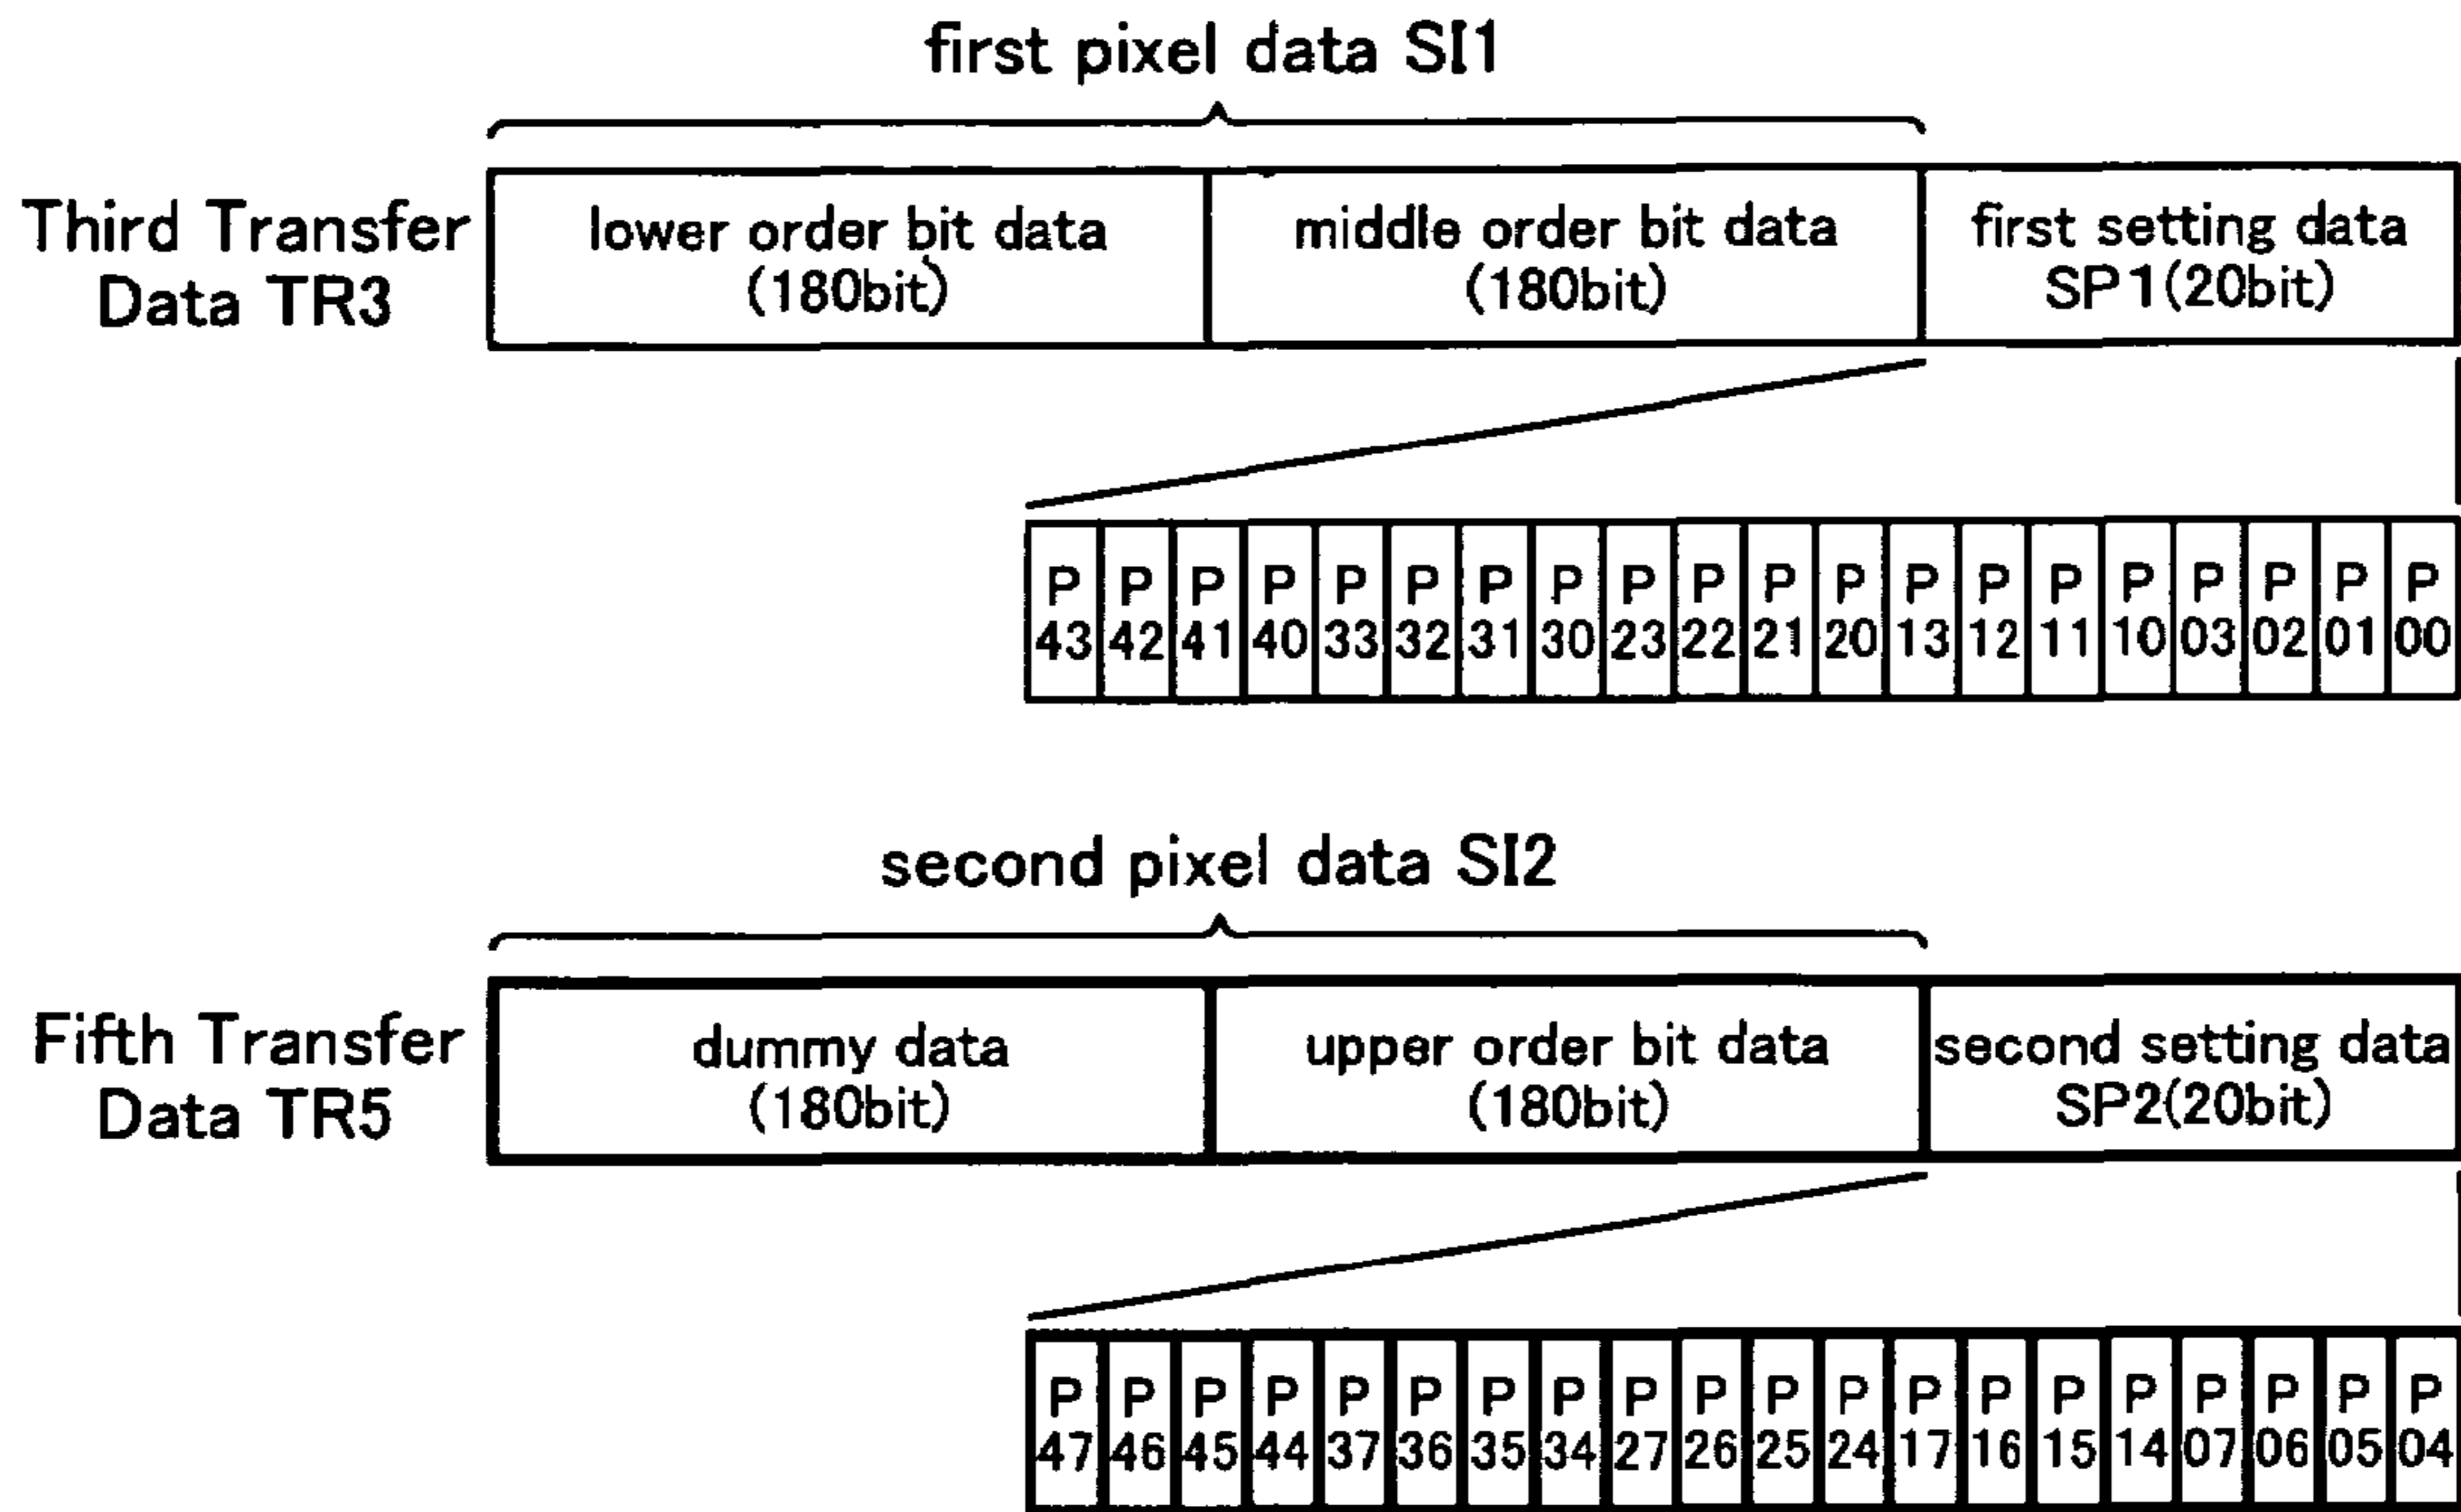 first pixel data SI1
Third Transfer
Data TR3
lower order bit data
(180bit)
middle order bit data
(180bit)
first setting data
SP1(20bit)
P P P P P P P P P P P P P P P P P P P P
43 42 41 40 33 32 31 30 23 22 21 20 13 12 11 10 03 02 01 00
second pixel data SI2
Fifth Transfer
Data TR5
dummy data
(180bit)
upper order bit data
(180bit)
second setting data
SP2(20bit)
P P P P P P P P P P P P P P P P P P P P
47 46 45 44 37 36 35 34 27 26 25 24 17 16 15 14 07 06 05 04